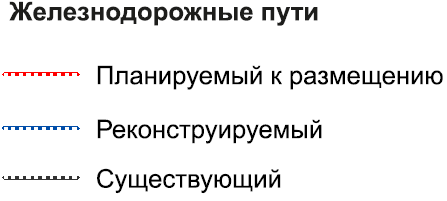 Железнодорожные пути
Планируемый к размещению
Реконструируемый
Существующий